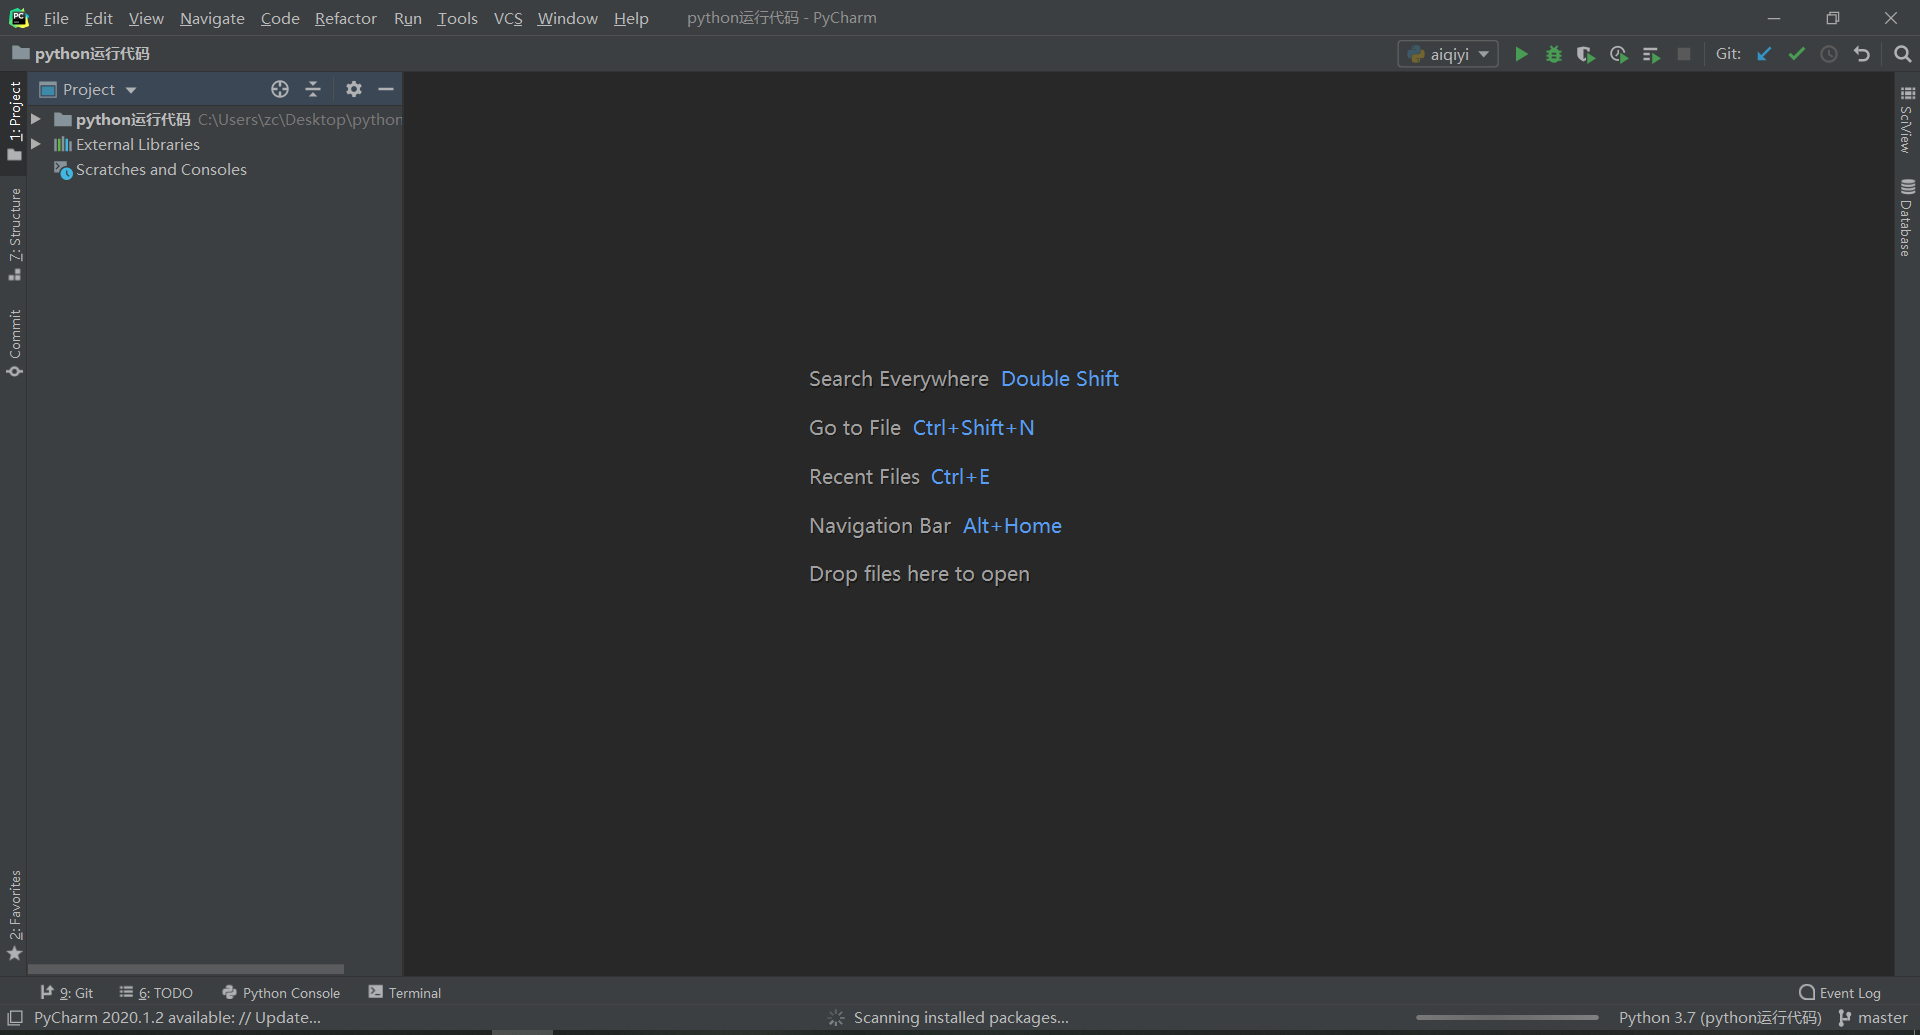 File Edit View Navigate Code Refactor Run Tools VCS Window Help python运行代码 - PyCharm
python运行代码 aiqiyi Git:
Project
python运行代码 C:\Users\zc\Desktop\python
External Libraries
Scratches and Consoles
1: Project
7: Structure
Commit
2: Favorites
Search Everywhere Double Shift
Go to File Ctrl+Shift+N
Recent Files Ctrl+E
Navigation Bar Alt+Home
Drop files here to open
SciView
Database
9: Git 6: TODO Python Console Terminal Event Log
PyCharm 2020.1.2 available: // Update... Scanning installed packages... Python 3.7 (python运行代码) master